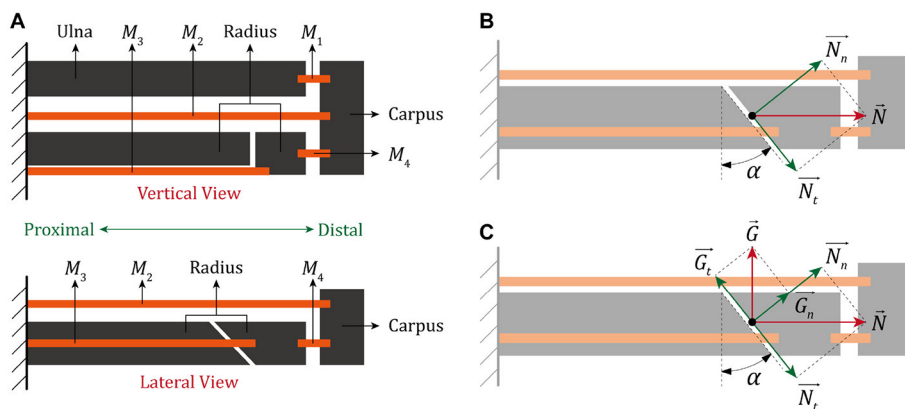 A
Ulna M₃ M₂ Radius M₁
Carpus
M₄
Vertical View
Proximal Distal
M₃ M₂ Radius M₄
Carpus
Lateral View
B
Nₙ
N
α
Nₜ
C
G
Gₜ Nₙ
Gₙ
N
α
Nₜ